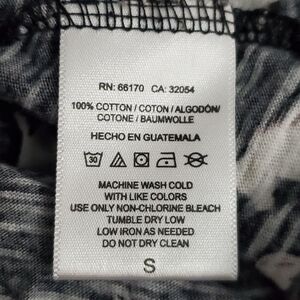 RN: 66170 CA: 32054
100% COTTON / COTON / ALGODÓN/
COTONE / BAUMWOLLE
HECHO EN GUATEMALA
30
MACHINE WASH COLD
WITH LIKE COLORS
USE ONLY NON-CHLORINE BLEACH
TUMBLE DRY LOW
LOW IRON AS NEEDED
DO NOT DRY CLEAN
S